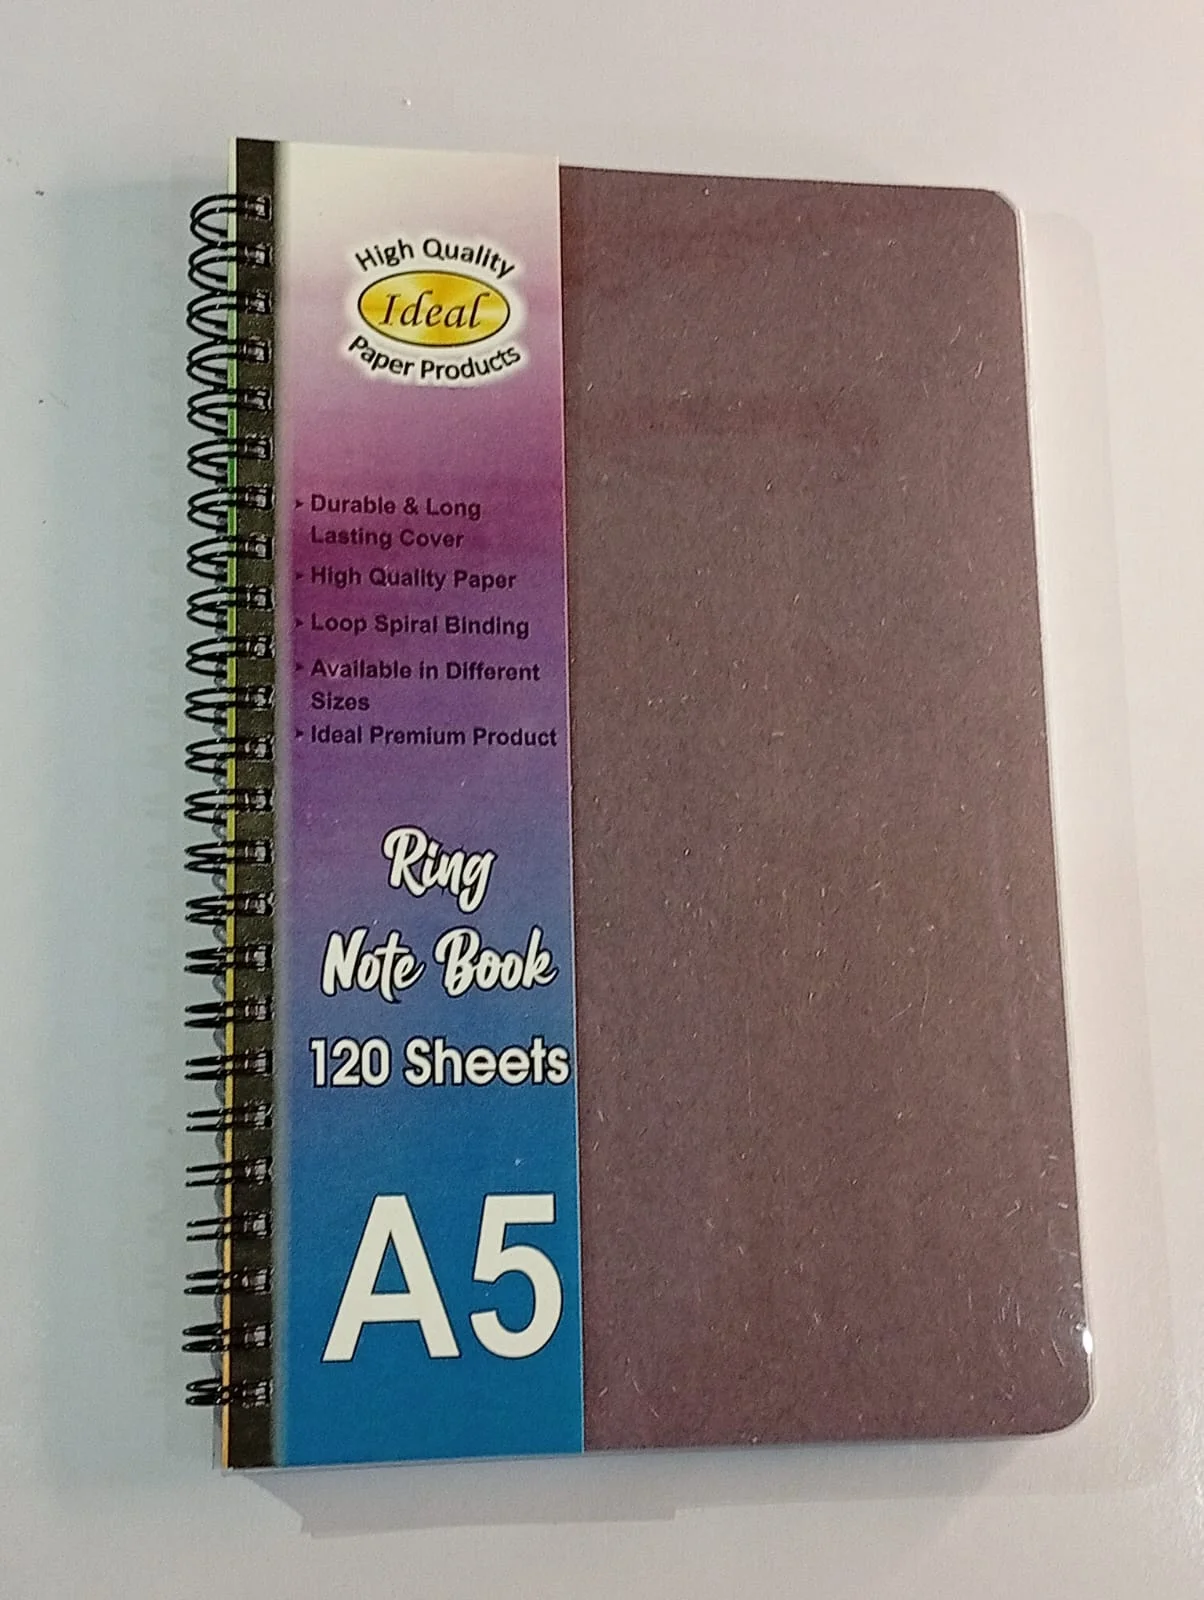 High Quality
Ideal
Paper Products
➤ Durable & Long
Lasting Cover
➤ High Quality Paper
➤ Loop Spiral Binding
➤ Available in Different
Sizes
➤ Ideal Premium Product
Ring
Note Book
120 Sheets
A5